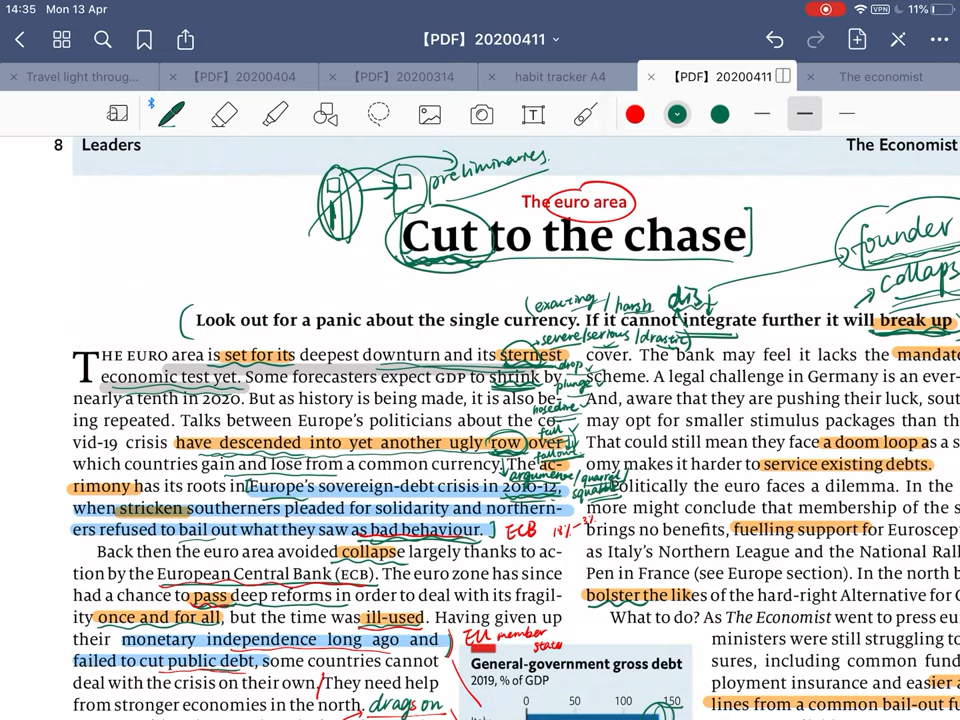 14:35 Mon 13 Apr
VPN 11%
【PDF】20200411
Travel light throug...
【PDF】20200404
【PDF】20200314
habit tracker A4
【PDF】20200411
The economist
8 Leaders
The Economist
preliminaries.
The euro area
Cut to the chase
founder
collaps
(exacting / harsh
dis
Look out for a panic about the single currency. If it cannot integrate further it will break up
severe/serious/drastic
THE EURO area is set for its deepest downturn and its sternest
economic test yet. Some forecasters expect GDP to shrink by
nearly a tenth in 2020. But as history is being made, it is also be-
ing repeated. Talks between Europe's politicians about the co-
vid-19 crisis have descended into yet another ugly row over
which countries gain and lose from a common currency. The ac-
rimony has its roots in Europe's sovereign-debt crisis in 2010-12,
when stricken southerners pleaded for solidarity and northern-
ers refused to bail out what they saw as bad behaviour.
Back then the euro area avoided collapse largely thanks to ac-
tion by the European Central Bank (ECB). The euro zone has since
had a chance to pass deep reforms in order to deal with its fragil-
ity once and for all, but the time was ill-used. Having given up
their monetary independence long ago and
failed to cut public debt, some countries cannot
deal with the crisis on their own. They need help
from stronger economies in the north.
drop
plunge
nosedive
fall
fallout
argument/quarrel
squabble
ECB
EU member
state
drags on
General-government gross debt
2019, % of GDP
0 50 100 150
cover. The bank may feel it lacks the mandate
scheme. A legal challenge in Germany is an ever-
And, aware that they are pushing their luck, sout
may opt for smaller stimulus packages than th
That could still mean they face a doom loop as a s
omy makes it harder to service existing debts.
Politically the euro faces a dilemma. In the
more might conclude that membership of the s
brings no benefits, fuelling support for Euroscep
as Italy's Northern League and the National Rall
Pen in France (see Europe section). In the north b
bolster the likes of the hard-right Alternative for G
What to do? As The Economist went to press eur
ministers were still struggling to
sures, including common fund
ployment insurance and easier a
lines from a common bail-out fu